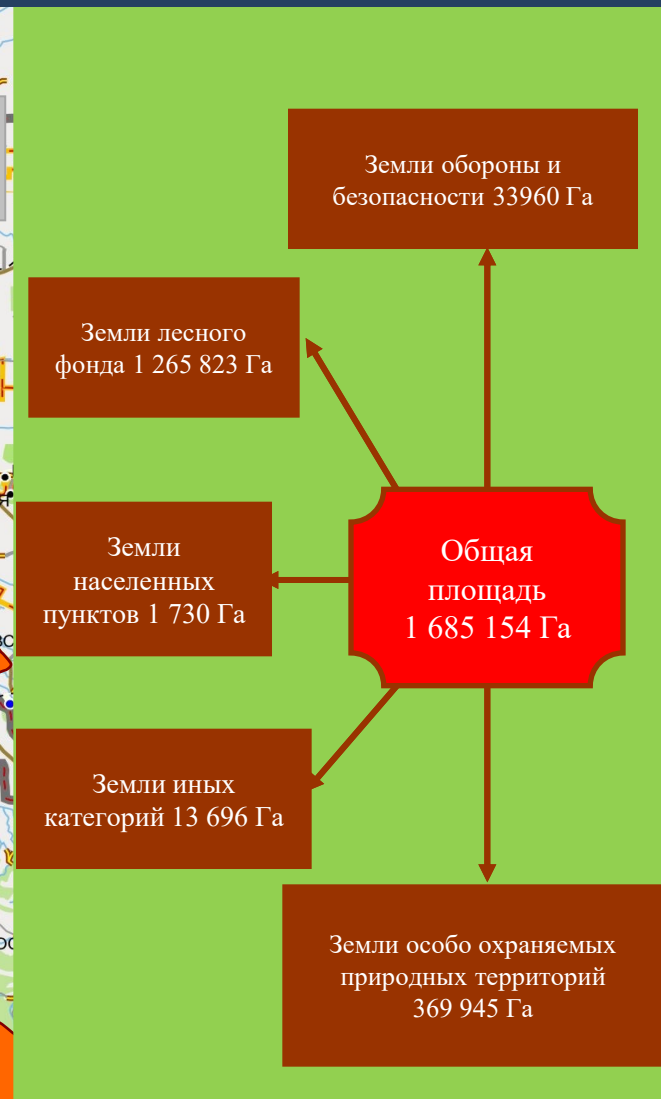 Земли обороны и
безопасности 33960 Га
Земли лесного
фонда 1 265 823 Га
Земли
населенных
пунктов 1 730 Га
Общая
площадь
1 685 154 Га
Земли иных
категорий 13 696 Га
Земли особо охраняемых
природных территорий
369 945 Га